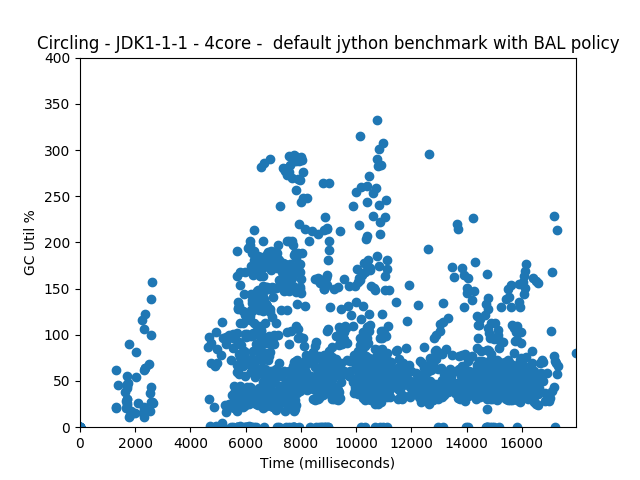 Circling - JDK1-1-1 - 4core -  default jython benchmark with BAL policy
400
350
300
250
200
150
100
50
0
GC Util %
0 2000 4000 6000 8000 10000 12000 14000 16000
Time (milliseconds)